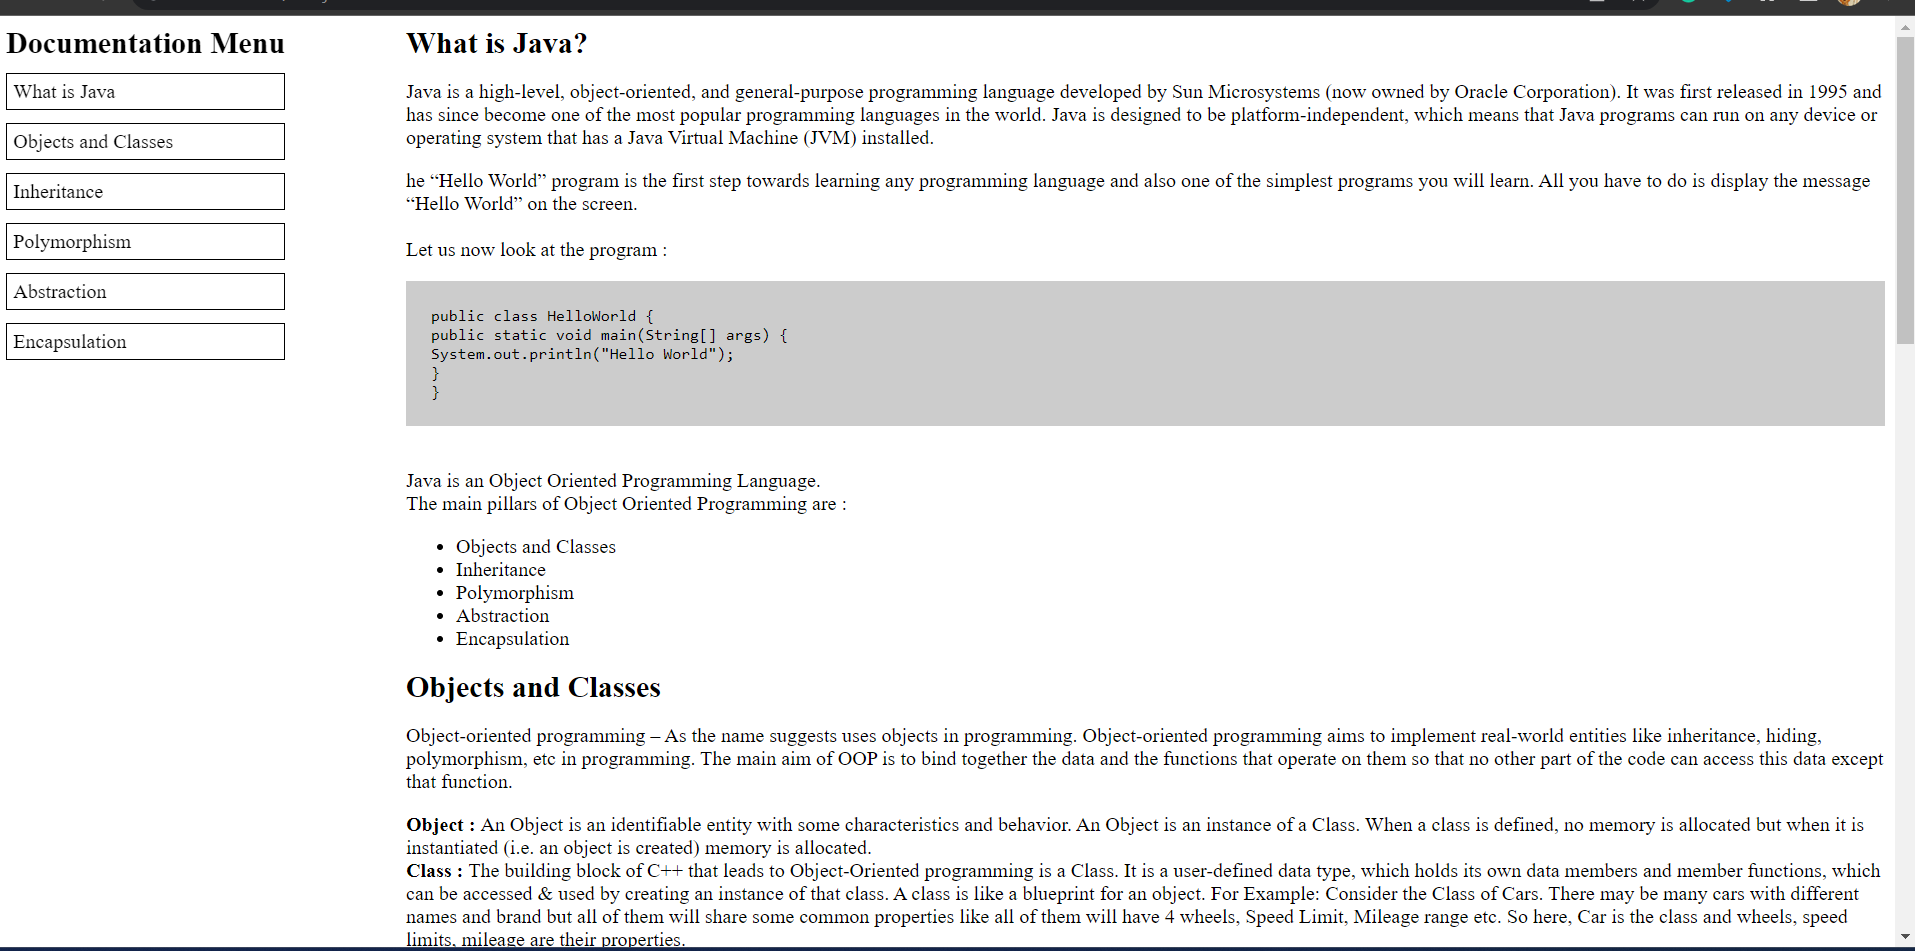 Documentation Menu
What is Java
Objects and Classes
Inheritance
Polymorphism
Abstraction
Encapsulation
What is Java?
Java is a high-level, object-oriented, and general-purpose programming language developed by Sun Microsystems (now owned by Oracle Corporation). It was first released in 1995 and
has since become one of the most popular programming languages in the world. Java is designed to be platform-independent, which means that Java programs can run on any device or
operating system that has a Java Virtual Machine (JVM) installed.
he “Hello World” program is the first step towards learning any programming language and also one of the simplest programs you will learn. All you have to do is display the message
“Hello World” on the screen.
Let us now look at the program :
public class HelloWorld {
public static void main(String[] args) {
System.out.println("Hello World");
}
}
Java is an Object Oriented Programming Language.
The main pillars of Object Oriented Programming are :
• Objects and Classes
• Inheritance
• Polymorphism
• Abstraction
• Encapsulation
Objects and Classes
Object-oriented programming – As the name suggests uses objects in programming. Object-oriented programming aims to implement real-world entities like inheritance, hiding,
polymorphism, etc in programming. The main aim of OOP is to bind together the data and the functions that operate on them so that no other part of the code can access this data except
that function.
Object : An Object is an identifiable entity with some characteristics and behavior. An Object is an instance of a Class. When a class is defined, no memory is allocated but when it is
instantiated (i.e. an object is created) memory is allocated.
Class : The building block of C++ that leads to Object-Oriented programming is a Class. It is a user-defined data type, which holds its own data members and member functions, which
can be accessed & used by creating an instance of that class. A class is like a blueprint for an object. For Example: Consider the Class of Cars. There may be many cars with different
names and brand but all of them will share some common properties like all of them will have 4 wheels, Speed Limit, Mileage range etc. So here, Car is the class and wheels, speed
limits, mileage are their properties.